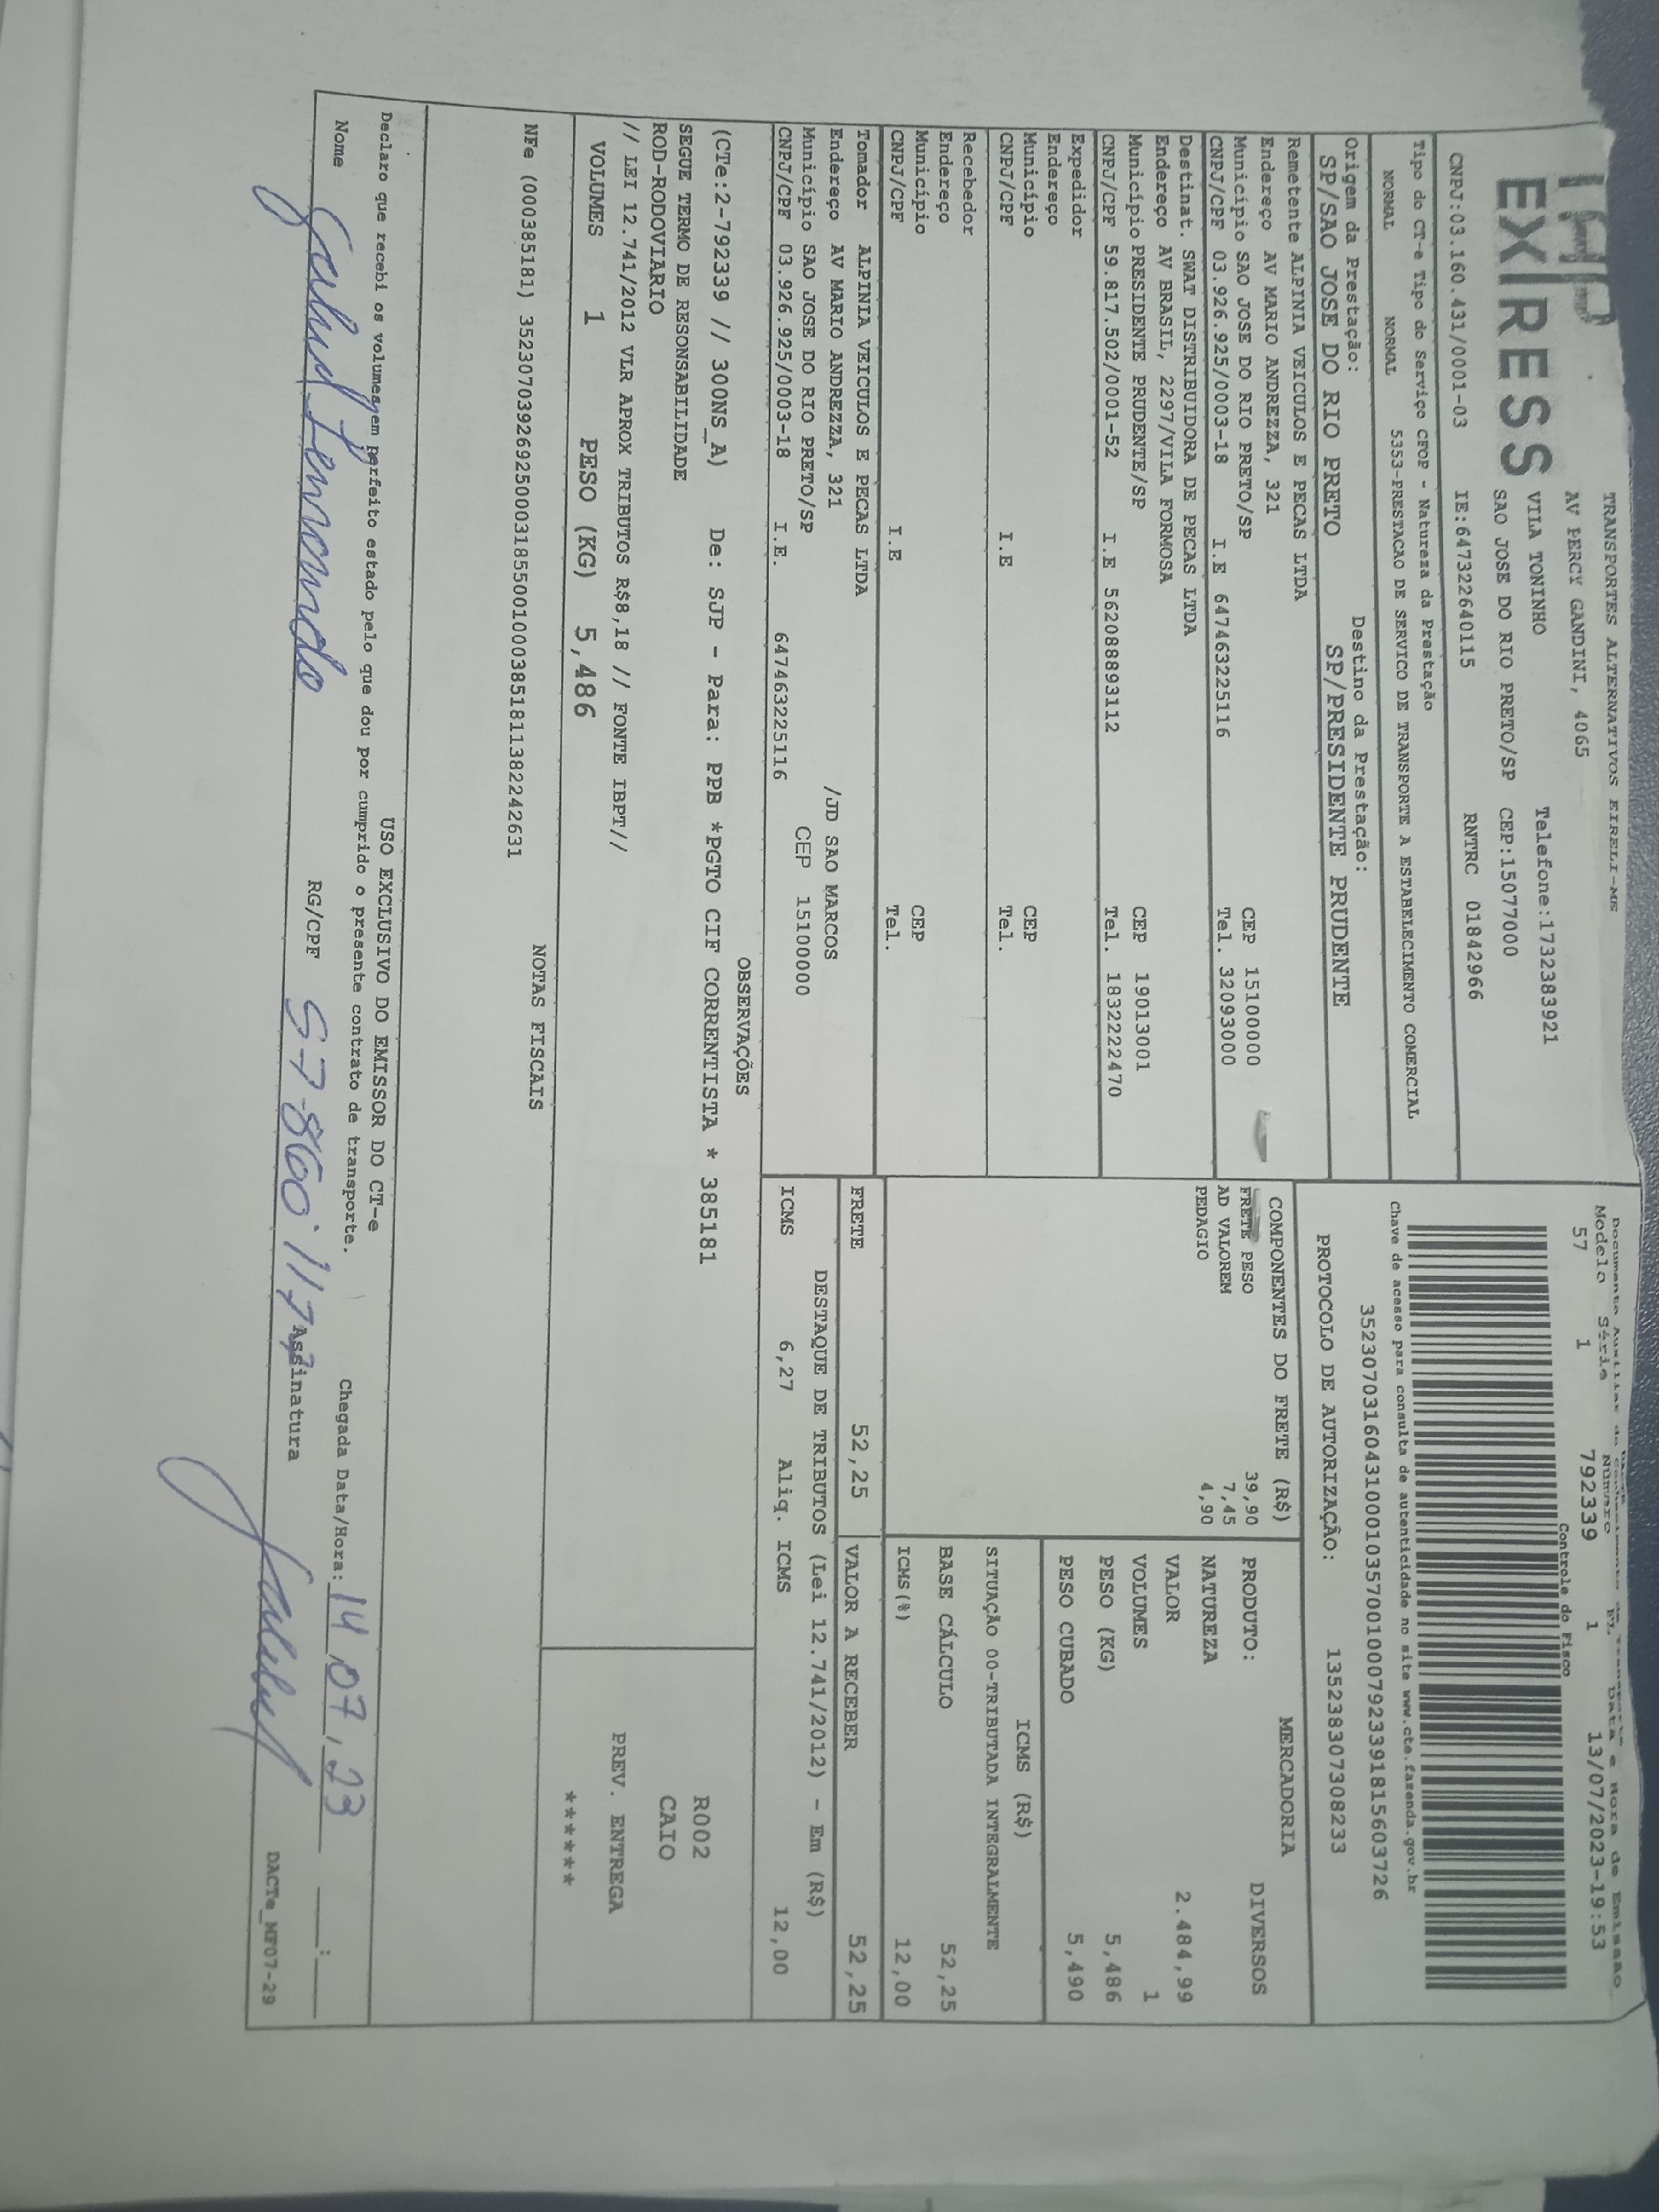 EXPRESS
TRANSPORTES ALTERNATIVOS EIRELI-ME
AV PERCY GANDINI, 4065
VILA TONINHO Telefone:1732383921
SAO JOSE DO RIO PRETO/SP CEP:15077000
CNPJ:03.160.431/0001-03 IE:647322640115 RNTRC 01842966
Tipo do CT-e Tipo do Serviço CFOP - Natureza da Prestação
NORMAL NORMAL 5353-PRESTACAO DE SERVICO DE TRANSPORTE A ESTABELECIMENTO COMERCIAL
Origem da Prestação: Destino da Prestação:
SP/SAO JOSE DO RIO PRETO SP/PRESIDENTE PRUDENTE
Modelo Série Número Data e Hora de Emissão
57 1 792339 1 13/07/2023-19:53
Controle do Fisco
Chave de acesso para consulta de autenticidade no site www.cte.fazenda.gov.br
35230703160431000103570010007923391815603726
PROTOCOLO DE AUTORIZAÇÃO: 135238307308233
Remetente ALPINIA VEICULOS E PECAS LTDA
Endereço AV MARIO ANDREZZA, 321
Município SAO JOSE DO RIO PRETO/SP CEP 15100000
CNPJ/CPF 03.926.925/0003-18 I.E 647463225116 Tel. 32093000
Destinat. SWAT DISTRIBUIDORA DE PECAS LTDA
Endereço AV BRASIL, 2297/VILA FORMOSA
Município PRESIDENTE PRUDENTE/SP CEP 19013001
CNPJ/CPF 59.817.502/0001-52 I.E 562088893112 Tel. 1832222470
Expedidor
Endereço
Município CEP
CNPJ/CPF I.E Tel.
Recebedor
Endereço
Município CEP
CNPJ/CPF I.E Tel.
Tomador ALPINIA VEICULOS E PECAS LTDA
Endereço AV MARIO ANDREZZA, 321 /JD SAO MARCOS
Município SAO JOSE DO RIO PRETO/SP CEP 15100000
CNPJ/CPF 03.926.925/0003-18 I.E. 647463225116
COMPONENTES DO FRETE (R$)
FRETE PESO 39,90
AD VALOREM 7,45
PEDAGIO 4,90
MERCADORIA
PRODUTO: DIVERSOS
NATUREZA
VALOR 2.484,99
VOLUMES 1
PESO (KG) 5,486
PESO CUBADO 5,490
ICMS (R$)
SITUAÇÃO 00-TRIBUTADA INTEGRALMENTE
BASE CÁLCULO 52,25
ICMS(%) 12,00
FRETE 52,25 VALOR A RECEBER 52,25
DESTAQUE DE TRIBUTOS (Lei 12.741/2012) - Em (R$)
ICMS 6,27 Aliq. ICMS 12,00
OBSERVAÇÕES
(CTe:2-792339 // 300NS_A) De: SJP - Para: PPB *PGTO CIF CORRENTISTA * 385181
SEGUE TERMO DE RESONSABILIDADE
ROD-RODOVIARIO
// LEI 12.741/2012 VLR APROX TRIBUTOS R$8,18 // FONTE IBPT//
VOLUMES 1 PESO (KG) 5,486
R002
CAIO
PREV. ENTREGA
******
NOTAS FISCAIS
NFe (000385181) 35230703926925000318550010003851811382242631
USO EXCLUSIVO DO EMISSOR DO CT-e
Declaro que recebi os volumes em perfeito estado pelo que dou por cumprido o presente contrato de transporte.
Chegada Data/Hora: 14,07,23 __:__
Nome RG/CPF Assinatura
DACTe_MF07-29